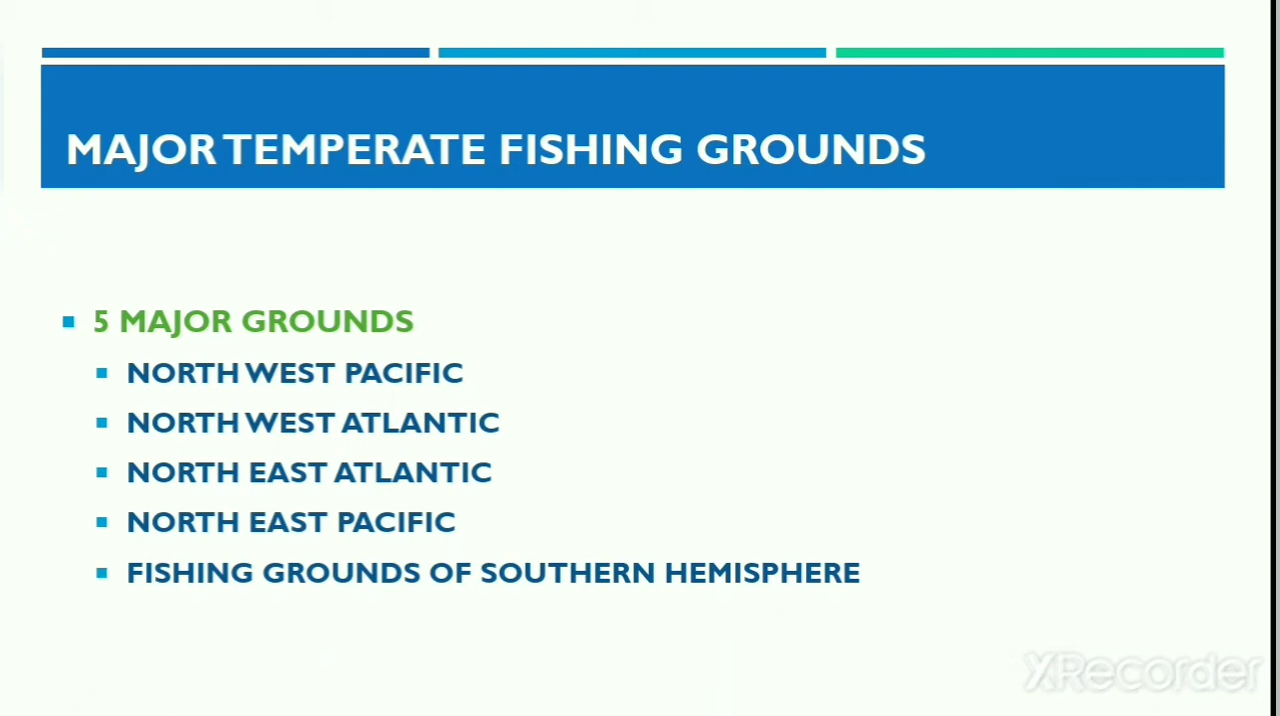 MAJOR TEMPERATE FISHING GROUNDS
5 MAJOR GROUNDS
NORTH WEST PACIFIC
NORTH WEST ATLANTIC
NORTH EAST ATLANTIC
NORTH EAST PACIFIC
FISHING GROUNDS OF SOUTHERN HEMISPHERE
XRecorder